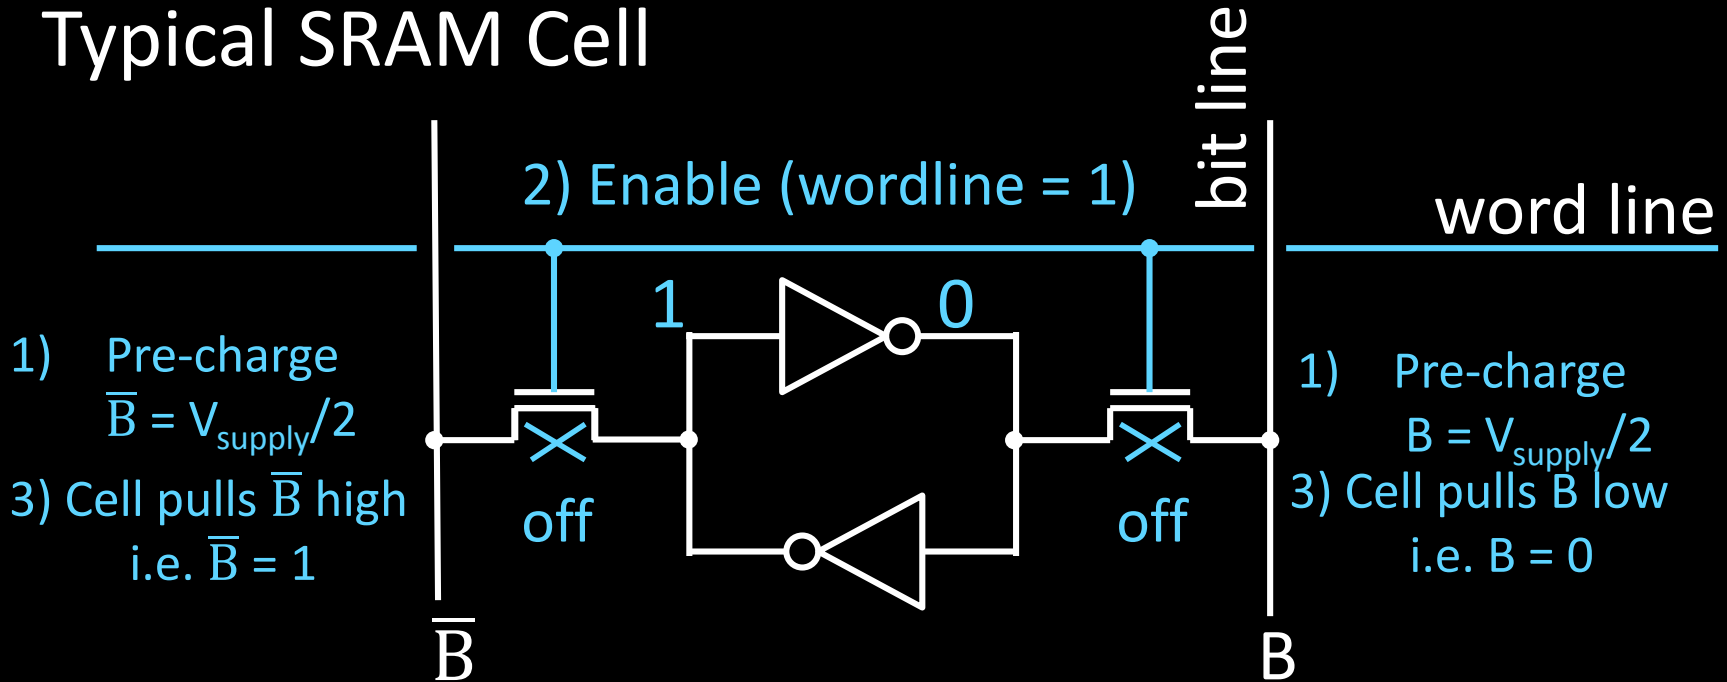 Typical SRAM Cell
bit line
2) Enable (wordline = 1)
word line
1 0
1) Pre-charge
B̅ = Vsupply/2
3) Cell pulls B̅ high
i.e. B̅ = 1
off
off
1) Pre-charge
B = Vsupply/2
3) Cell pulls B low
i.e. B = 0
B̅
B